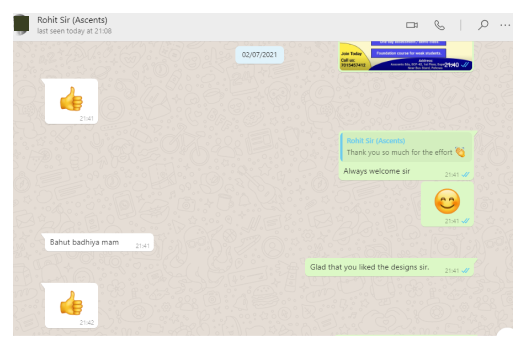 Rohit Sir (Ascents)
last seen today at 21:08
02/07/2021
Join Today
Foundation course for weak students
Call us:
Address:
21:40
21:41
Rohit Sir (Ascents)
Thank you so much for the effort 👏
Always welcome sir
21:41
21:41
Bahut badhiya mam
21:41
Glad that you liked the designs sir.
21:41
21:42